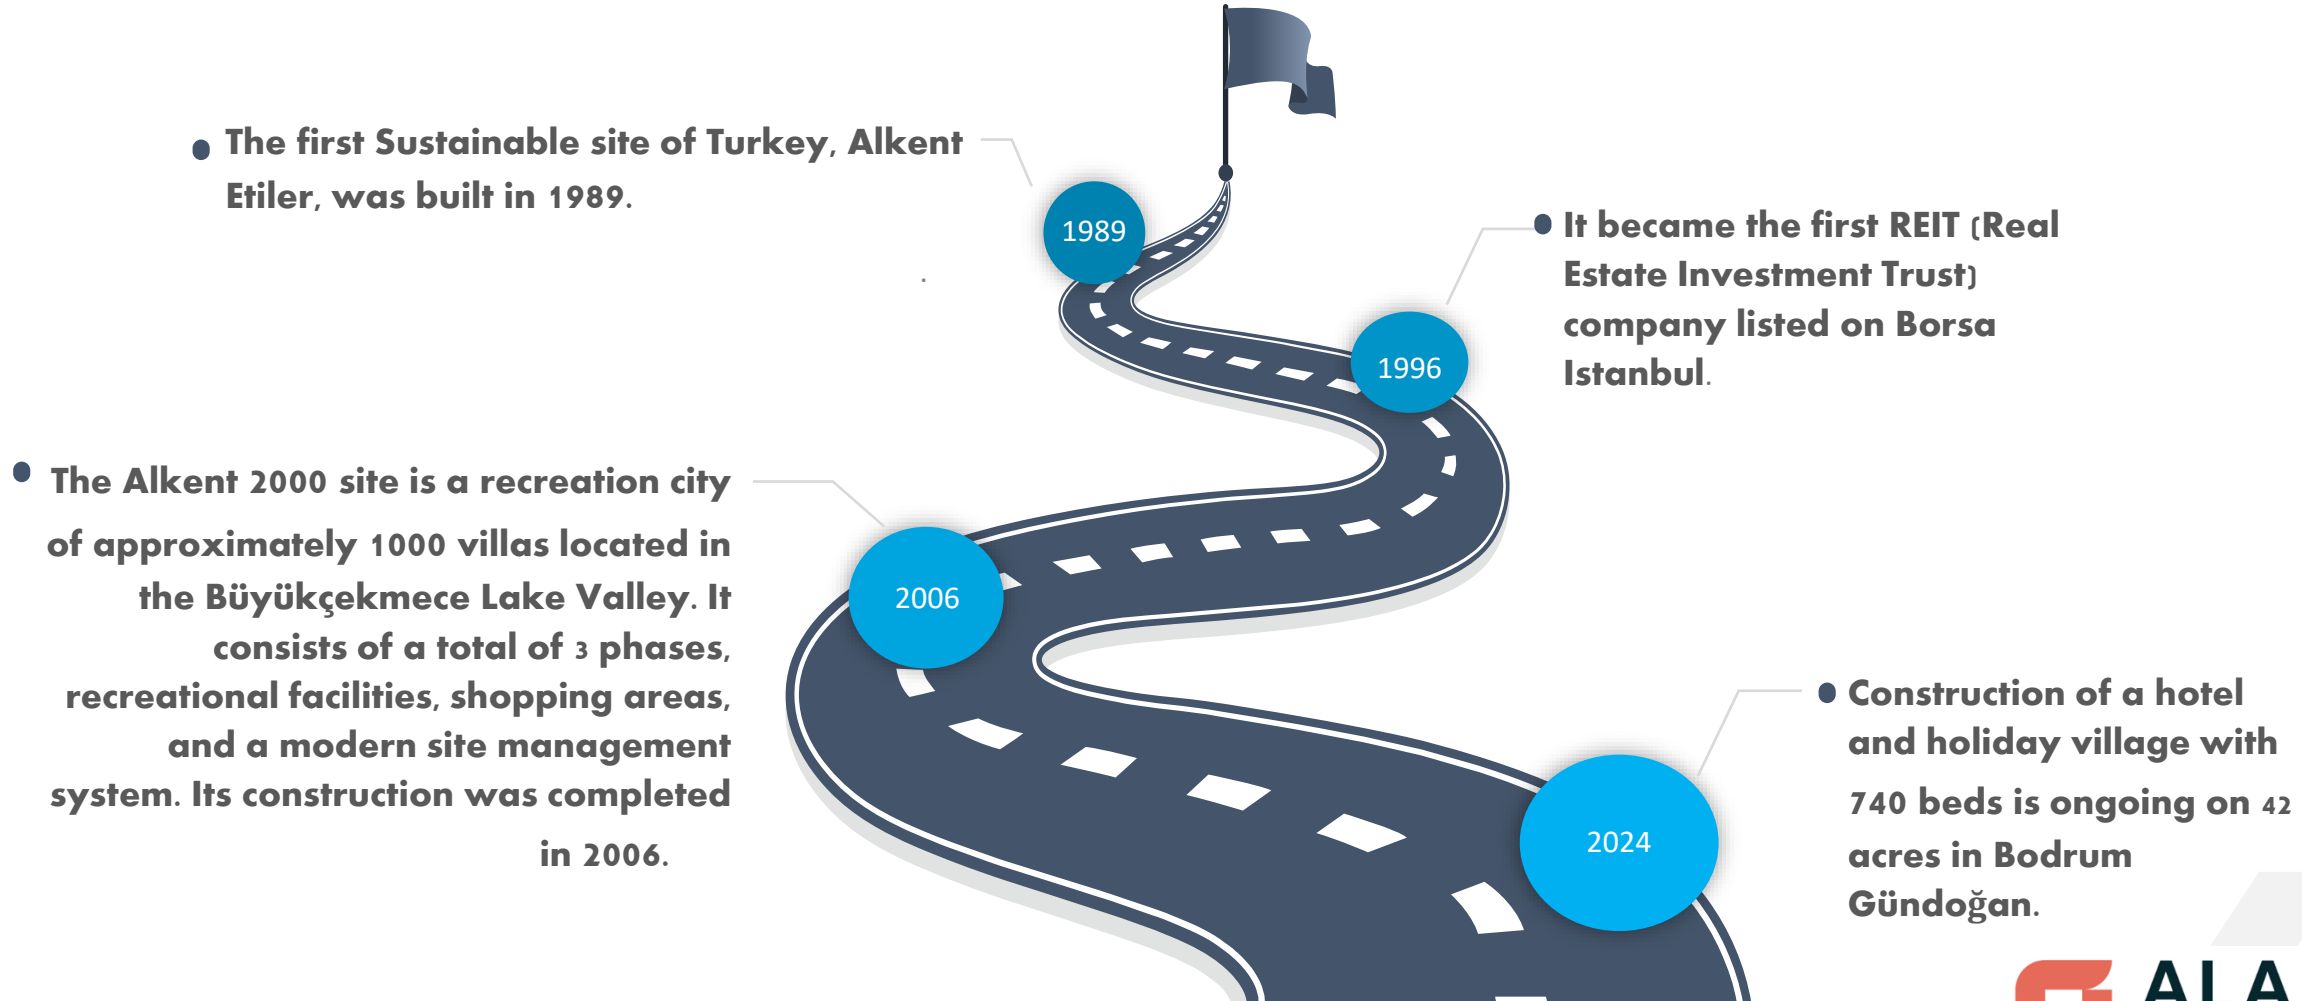 The first Sustainable site of Turkey, Alkent
Etiler, was built in 1989.
.
1989
It became the first REIT (Real
Estate Investment Trust)
company listed on Borsa
Istanbul.
1996
The Alkent 2000 site is a recreation city
of approximately 1000 villas located in
the Büyükçekmece Lake Valley. It
consists of a total of 3 phases,
recreational facilities, shopping areas,
and a modern site management
system. Its construction was completed
in 2006.
2006
Construction of a hotel
and holiday village with
740 beds is ongoing on 42
acres in Bodrum
Gündoğan.
2024